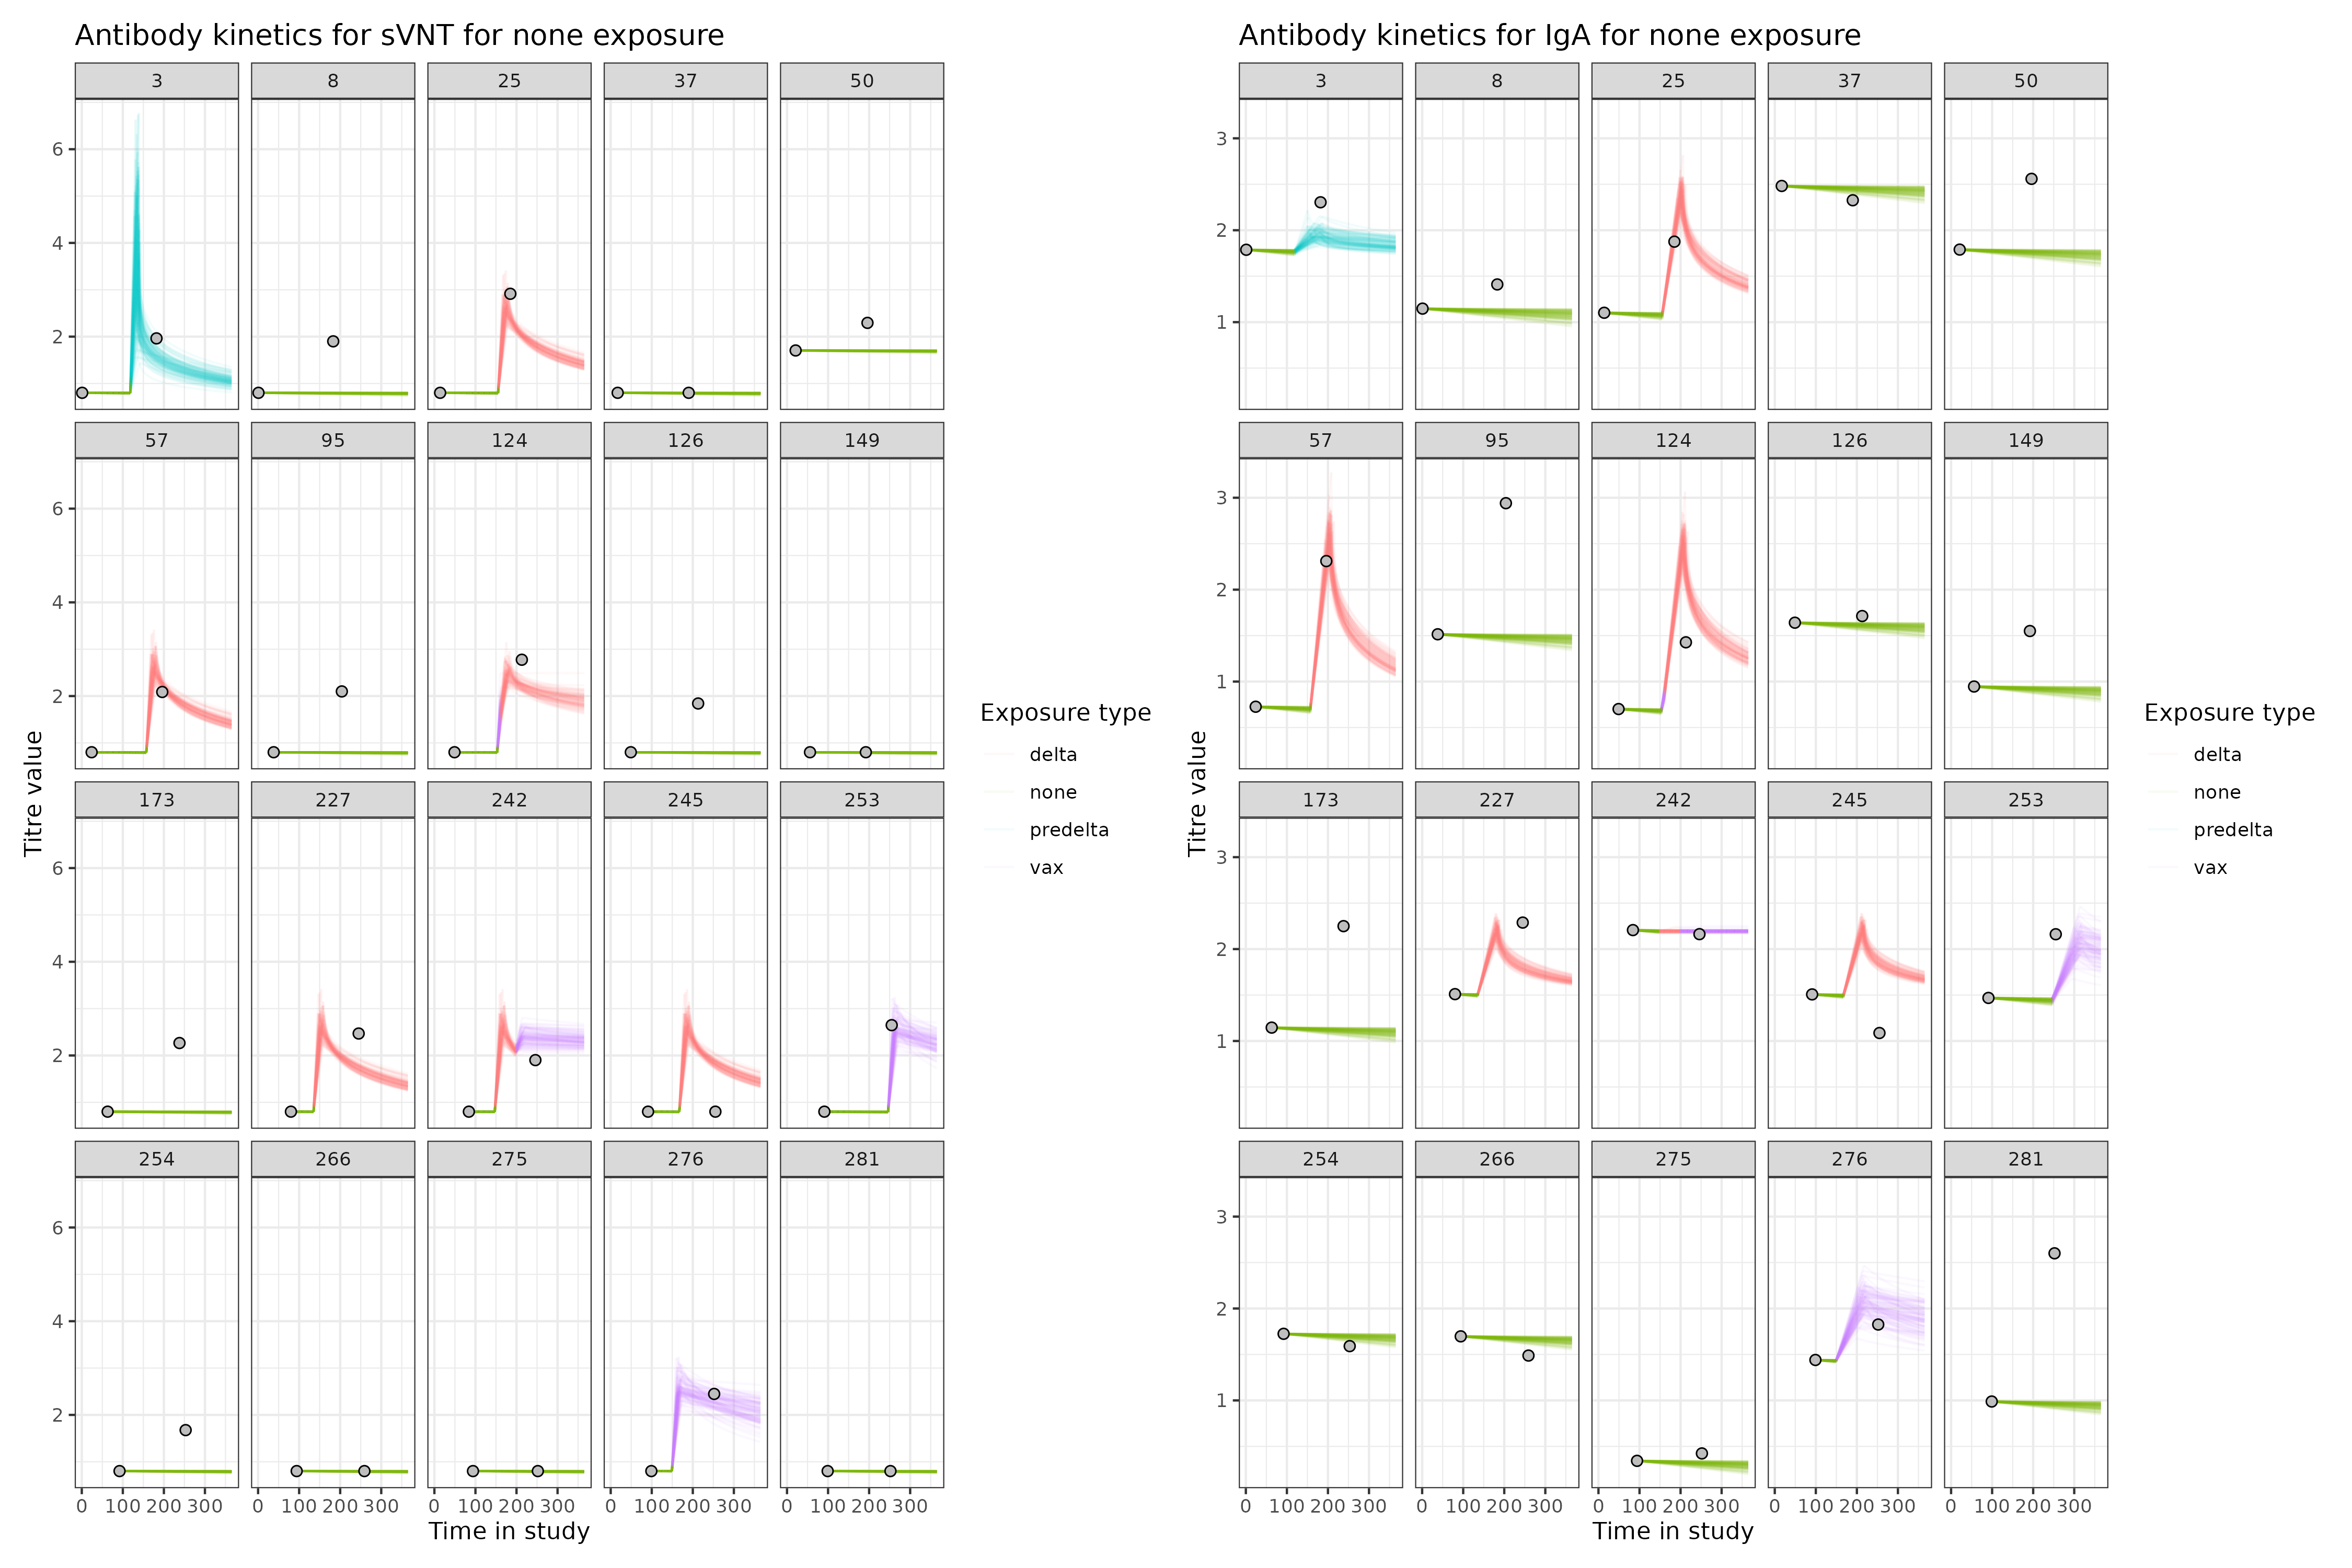 Antibody kinetics for sVNT for none exposure
3 8 25 37 50
6
4
2
57 95 124 126 149
6
4
2
173 227 242 245 253
6
4
2
254 266 275 276 281
6
4
2
0 100 200 300 0 100 200 300 0 100 200 300 0 100 200 300 0 100 200 300
Time in study
Titre value
Exposure type
delta
none
predelta
vax
Antibody kinetics for IgA for none exposure
3 8 25 37 50
3
2
1
57 95 124 126 149
3
2
1
173 227 242 245 253
3
2
1
254 266 275 276 281
3
2
1
0 100 200 300 0 100 200 300 0 100 200 300 0 100 200 300 0 100 200 300
Time in study
Titre value
Exposure type
delta
none
predelta
vax